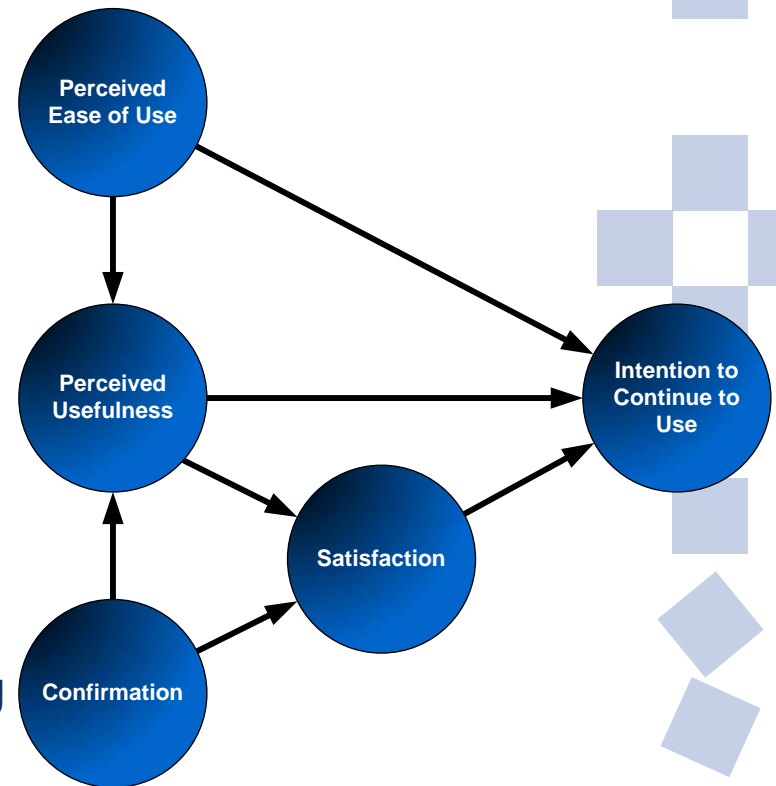 Perceived
Ease of Use
Perceived
Usefulness
Intention to
Continue to
Use
Satisfaction
Confirmation